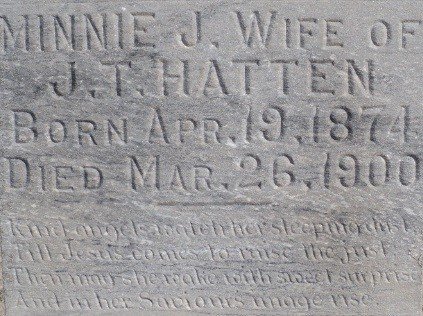 MINNIE J. WIFE OF
J. T. HATTEN
BORN APR. 19, 1874
DIED MAR. 26, 1900
Kind angels watch her sleeping dust,
Till Jesus comes to raise the just;
Then may she wake with sweet surprise
And in her Saviours image rise.